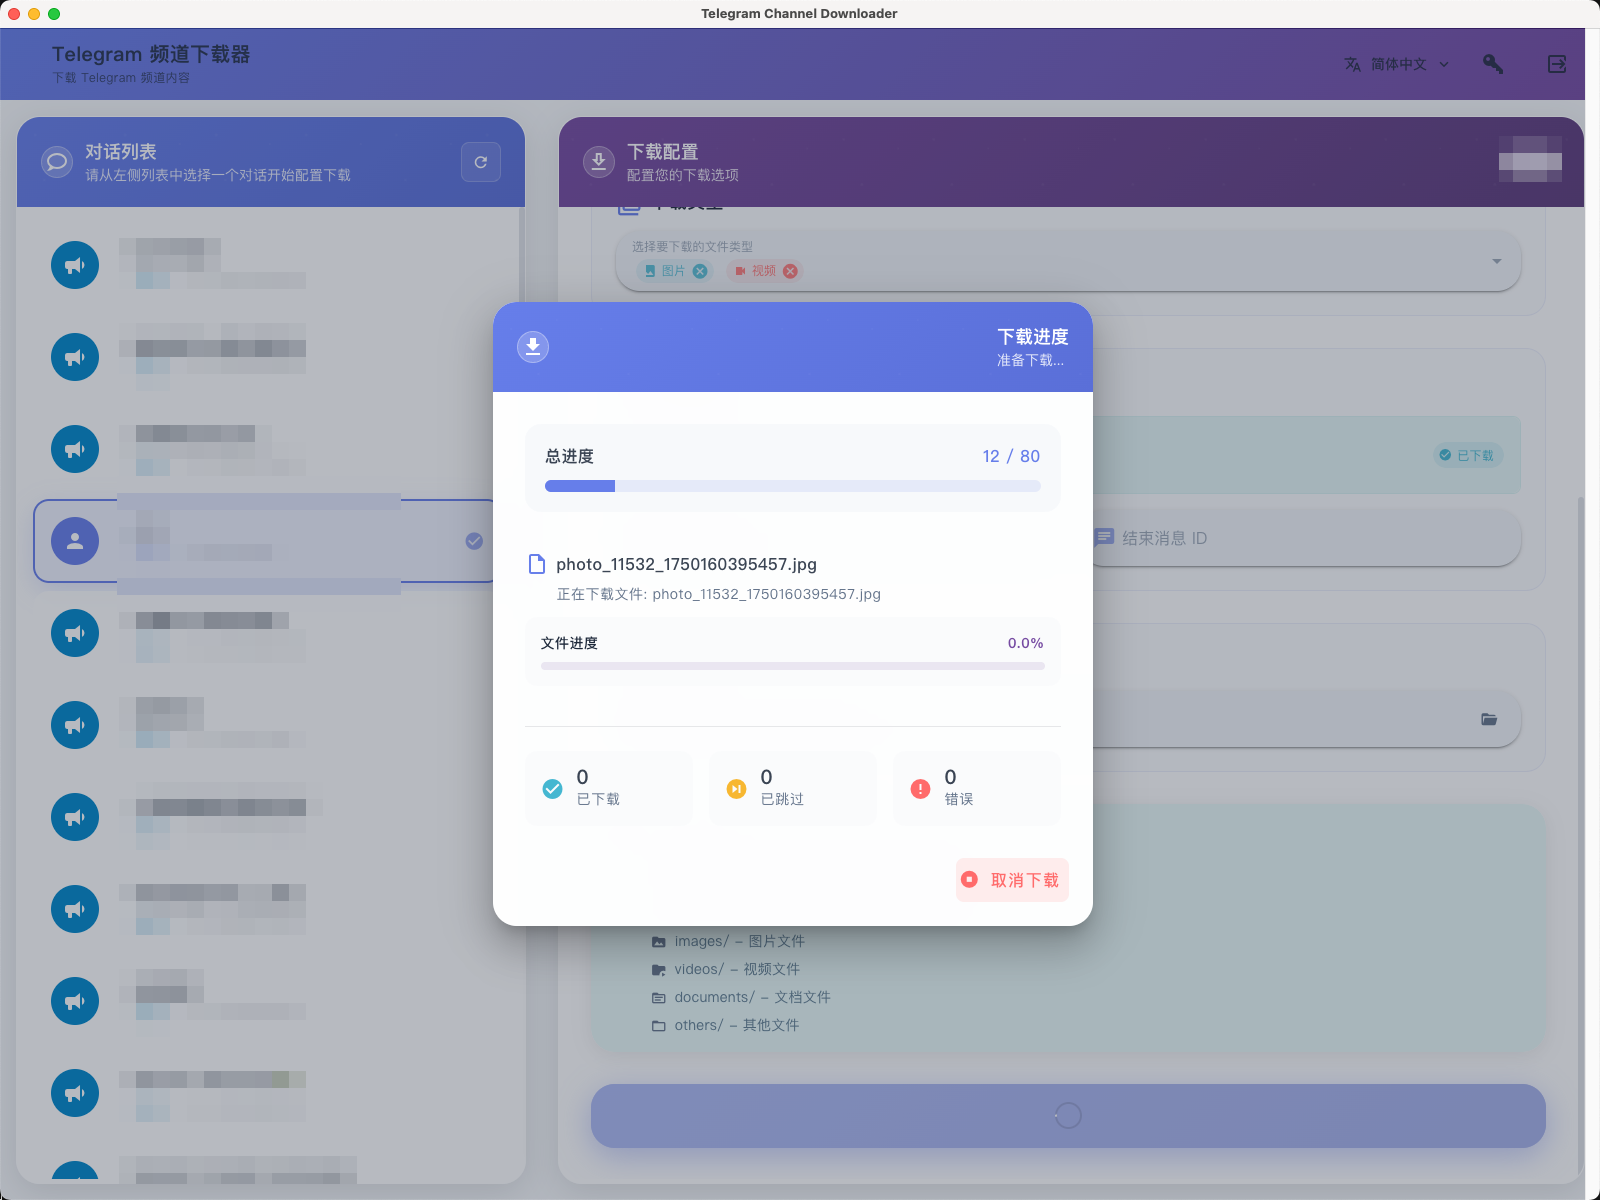 Telegram Channel Downloader
Telegram 频道下载器
下载 Telegram 频道内容
简体中文
对话列表
请从左侧列表中选择一个对话开始配置下载
下载配置
配置您的下载选项
选择要下载的文件类型
图片
视频
已下载
结束消息 ID
下载进度
准备下载...
总进度
12 / 80
photo_11532_1750160395457.jpg
正在下载文件: photo_11532_1750160395457.jpg
文件进度
0.0%
0
已下载
0
已跳过
0
错误
取消下载
images/ – 图片文件
videos/ – 视频文件
documents/ – 文档文件
others/ – 其他文件